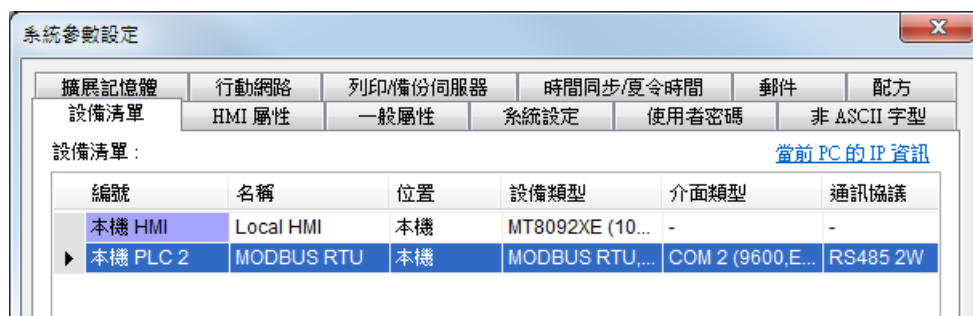 系統參數設定
擴展記憶體 行動網路 列印/備份伺服器 時間同步/夏令時間 郵件 配方
設備清單 HMI 屬性 一般屬性 系統設定 使用者密碼 非 ASCII 字型
設備清單 : 當前 PC 的 IP 資訊
編號 名稱 位置 設備類型 介面類型 通訊協議
本機 HMI Local HMI 本機 MT8092XE (10... - -
本機 PLC 2 MODBUS RTU 本機 MODBUS RTU,... COM 2 (9600,E... RS485 2W